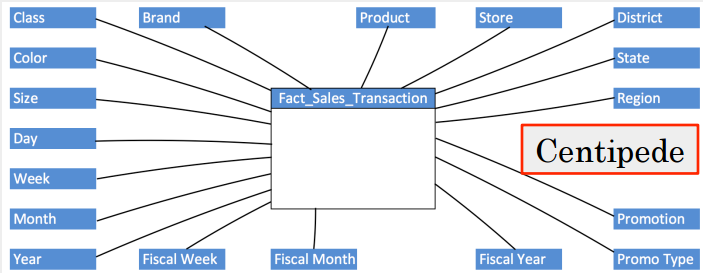 Class
Brand
Product
Store
District
Color
State
Size
Fact_Sales_Transaction
Region
Day
Centipede
Week
Month
Promotion
Year
Fiscal Week
Fiscal Month
Fiscal Year
Promo Type